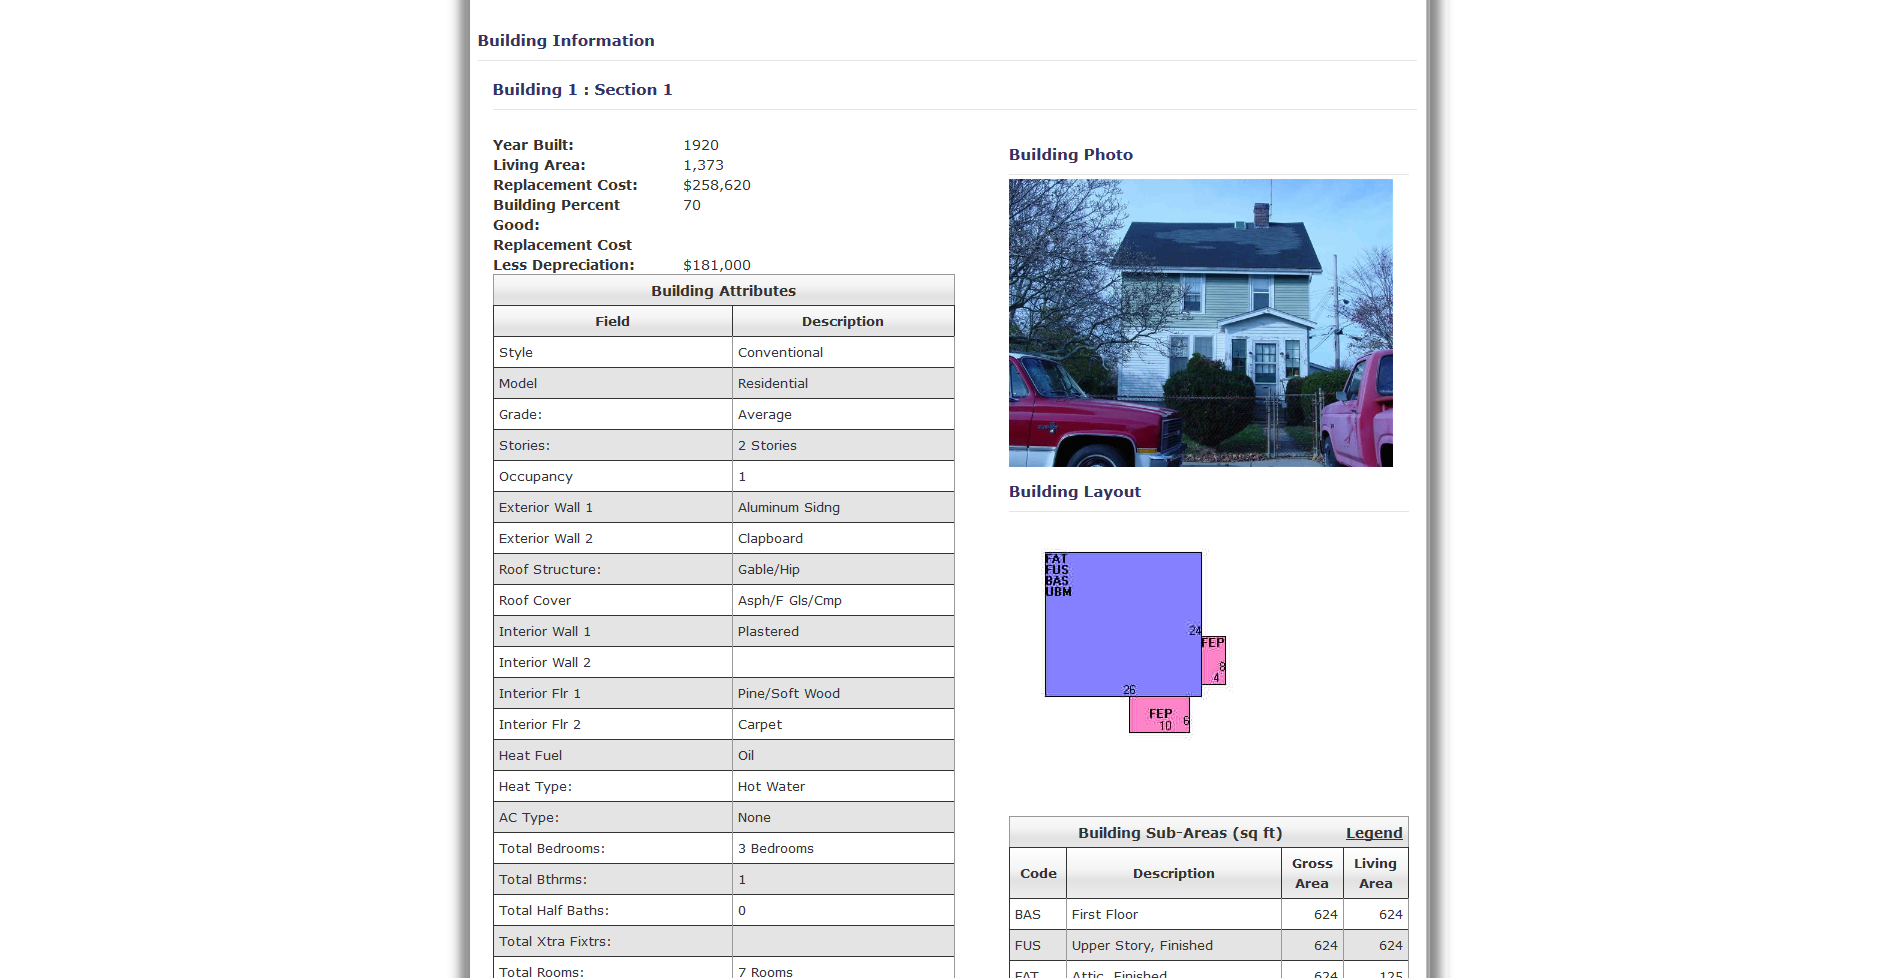 Building Information
Building 1 : Section 1
Year Built: 1920
Living Area: 1,373
Replacement Cost: $258,620
Building Percent 70
Good:
Replacement Cost
Less Depreciation: $181,000
Building Attributes
Field Description
Style Conventional
Model Residential
Grade: Average
Stories: 2 Stories
Occupancy 1
Exterior Wall 1 Aluminum Sidng
Exterior Wall 2 Clapboard
Roof Structure: Gable/Hip
Roof Cover Asph/F Gls/Cmp
Interior Wall 1 Plastered
Interior Wall 2
Interior Flr 1 Pine/Soft Wood
Interior Flr 2 Carpet
Heat Fuel Oil
Heat Type: Hot Water
AC Type: None
Total Bedrooms: 3 Bedrooms
Total Bthrms: 1
Total Half Baths: 0
Total Xtra Fixtrs:
Total Rooms: 7 Rooms
Building Photo
Building Layout
FAT
FUS
BAS
UBM
24
FEP
8
4
26
FEP
10 6
Building Sub-Areas (sq ft) Legend
Code Description Gross Area Living Area
BAS First Floor 624 624
FUS Upper Story, Finished 624 624
FAT Attic, Finished 624 125